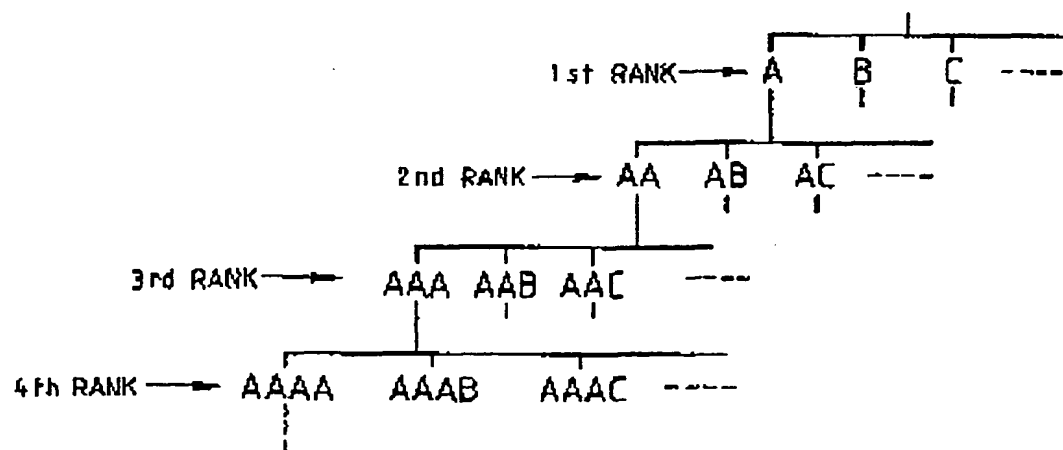 1st RANK A B C
2nd RANK AA AB AC
3rd RANK AAA AAB AAC
4th RANK AAAA AAAB AAAC